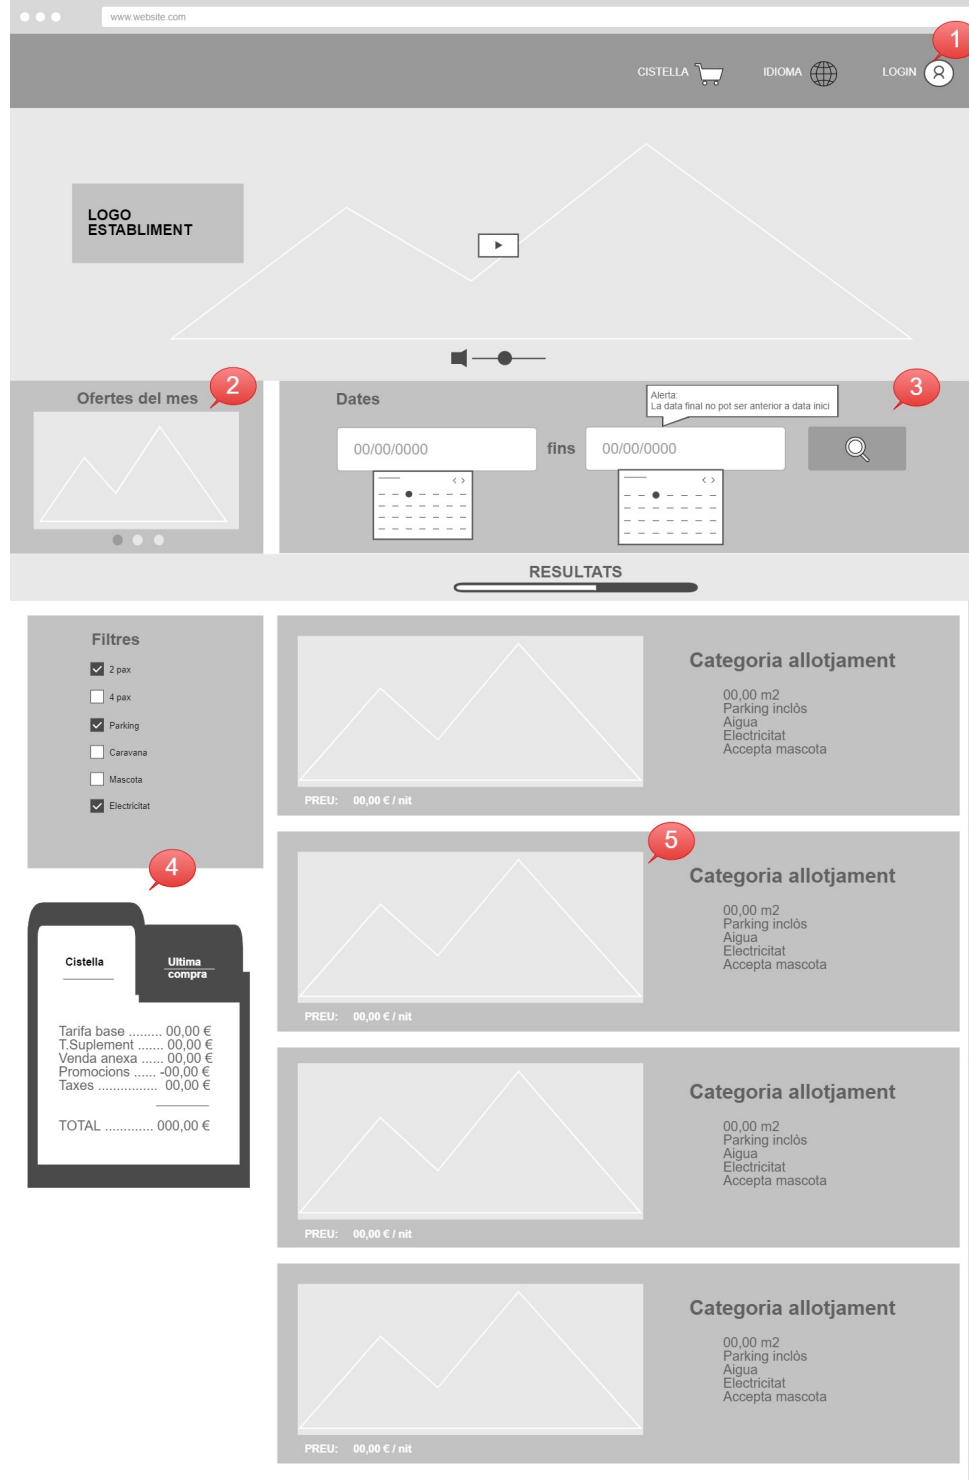 www.website.com
1
CISTELLA
IDIOMA
LOGIN
LOGO
ESTABLIMENT
Ofertes del mes
2
Dates
Alerta:
La data final no pot ser anterior a data inici
3
00/00/0000
fins
00/00/0000
RESULTATS
Filtres
2 pax
4 pax
Parking
Caravana
Mascota
Electricitat
4
Cistella
Ultima
compra
Tarifa base ......... 00,00 €
T.Suplement ....... 00,00 €
Venda anexa ...... 00,00 €
Promocions ...... -00,00 €
Taxes ................ 00,00 €
TOTAL ............. 000,00 €
Categoria allotjament
00,00 m2
Parking inclòs
Aigua
Electricitat
Accepta mascota
PREU: 00,00 € / nit
5
Categoria allotjament
00,00 m2
Parking inclòs
Aigua
Electricitat
Accepta mascota
PREU: 00,00 € / nit
Categoria allotjament
00,00 m2
Parking inclòs
Aigua
Electricitat
Accepta mascota
PREU: 00,00 € / nit
Categoria allotjament
00,00 m2
Parking inclòs
Aigua
Electricitat
Accepta mascota
PREU: 00,00 € / nit